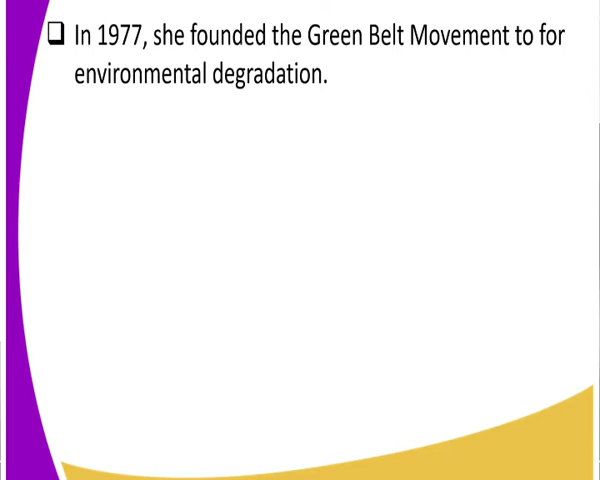 In 1977, she founded the Green Belt Movement to for
environmental degradation.